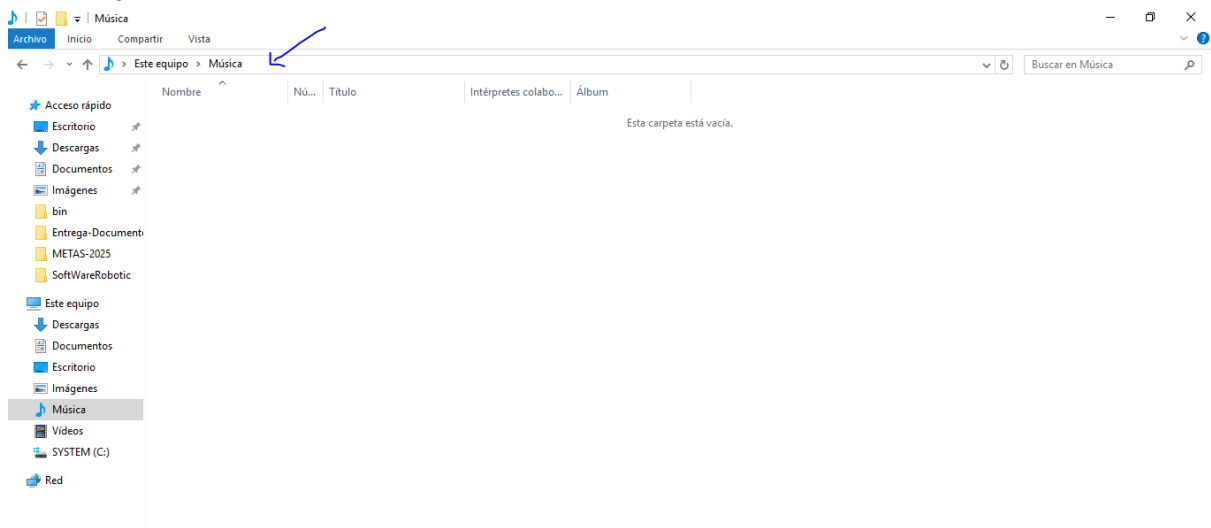 Música
Archivo Inicio Compartir Vista
Este equipo › Música Buscar en Música
Nombre Nú... Título Intérpretes colabo... Álbum
Esta carpeta está vacía.
Acceso rápido
Escritorio
Descargas
Documentos
Imágenes
bin
Entrega-Document
METAS-2025
SoftWareRobotic
Este equipo
Descargas
Documentos
Escritorio
Imágenes
Música
Vídeos
SYSTEM (C:)
Red